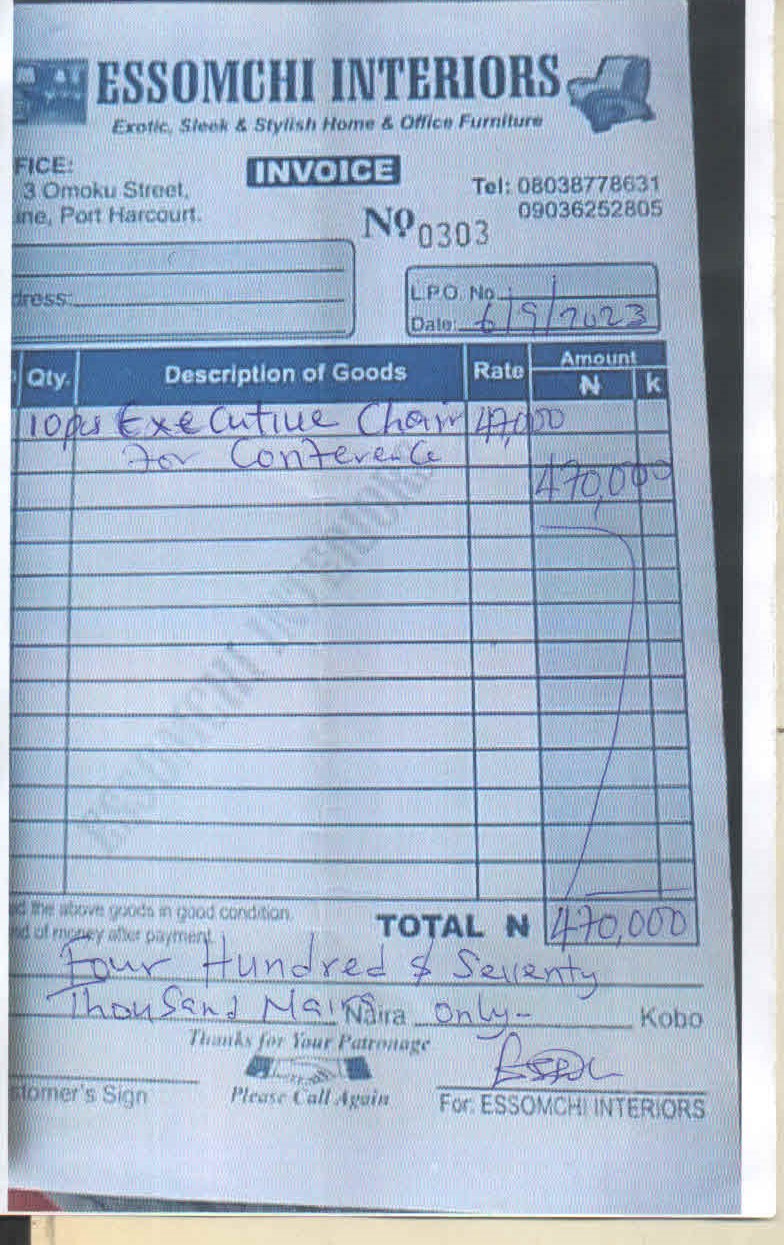 ESSOMCHI INTERIORS
Exotic, Sleek & Stylish Home & Office Furniture
FICE:
3 Omoku Street,
ine, Port Harcourt.
INVOICE
Tel: 08038778631
09036252805
Nº 0303
dress:
L.P.O. No.
Date: 6/9/2023
Qty. Description of Goods Rate Amount
N k
10pcs Executive Chair 47,000
for Conference
470,000
ESSOMCHI INTERIORS
ed the above goods in good condition.
nd of money after payment
TOTAL N 470,000
Four Hundred & Seventy
Thousand Naira Naira only- Kobo
Thanks for Your Patronage
Please Call Again
stomer's Sign
For: ESSOMCHI INTERIORS